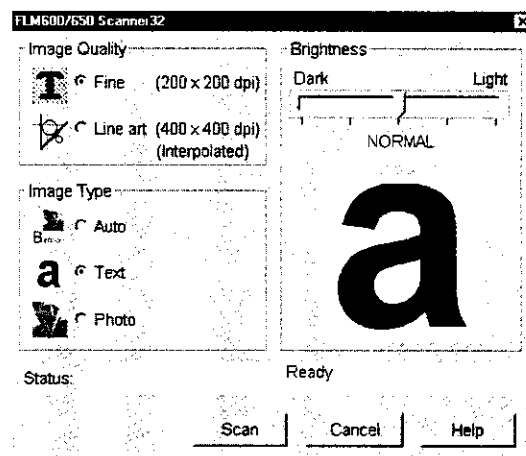 FLM600/650 Scanner32
Image Quality
Fine (200 x 200 dpi)
Line art (400 x 400 dpi)
(Interpolated)
Image Type
Auto
a Text
Photo
Brightness
Dark Light
NORMAL
a
Status: Ready
Scan Cancel Help